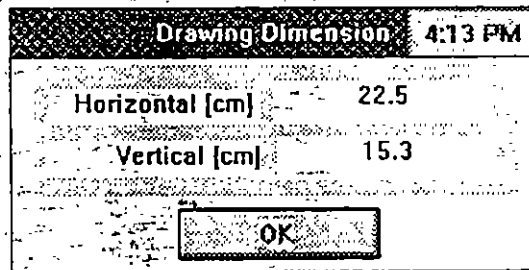 Drawing Dimension 4:13 PM
Horizontal [cm] 22.5
Vertical [cm] 15.3
OK